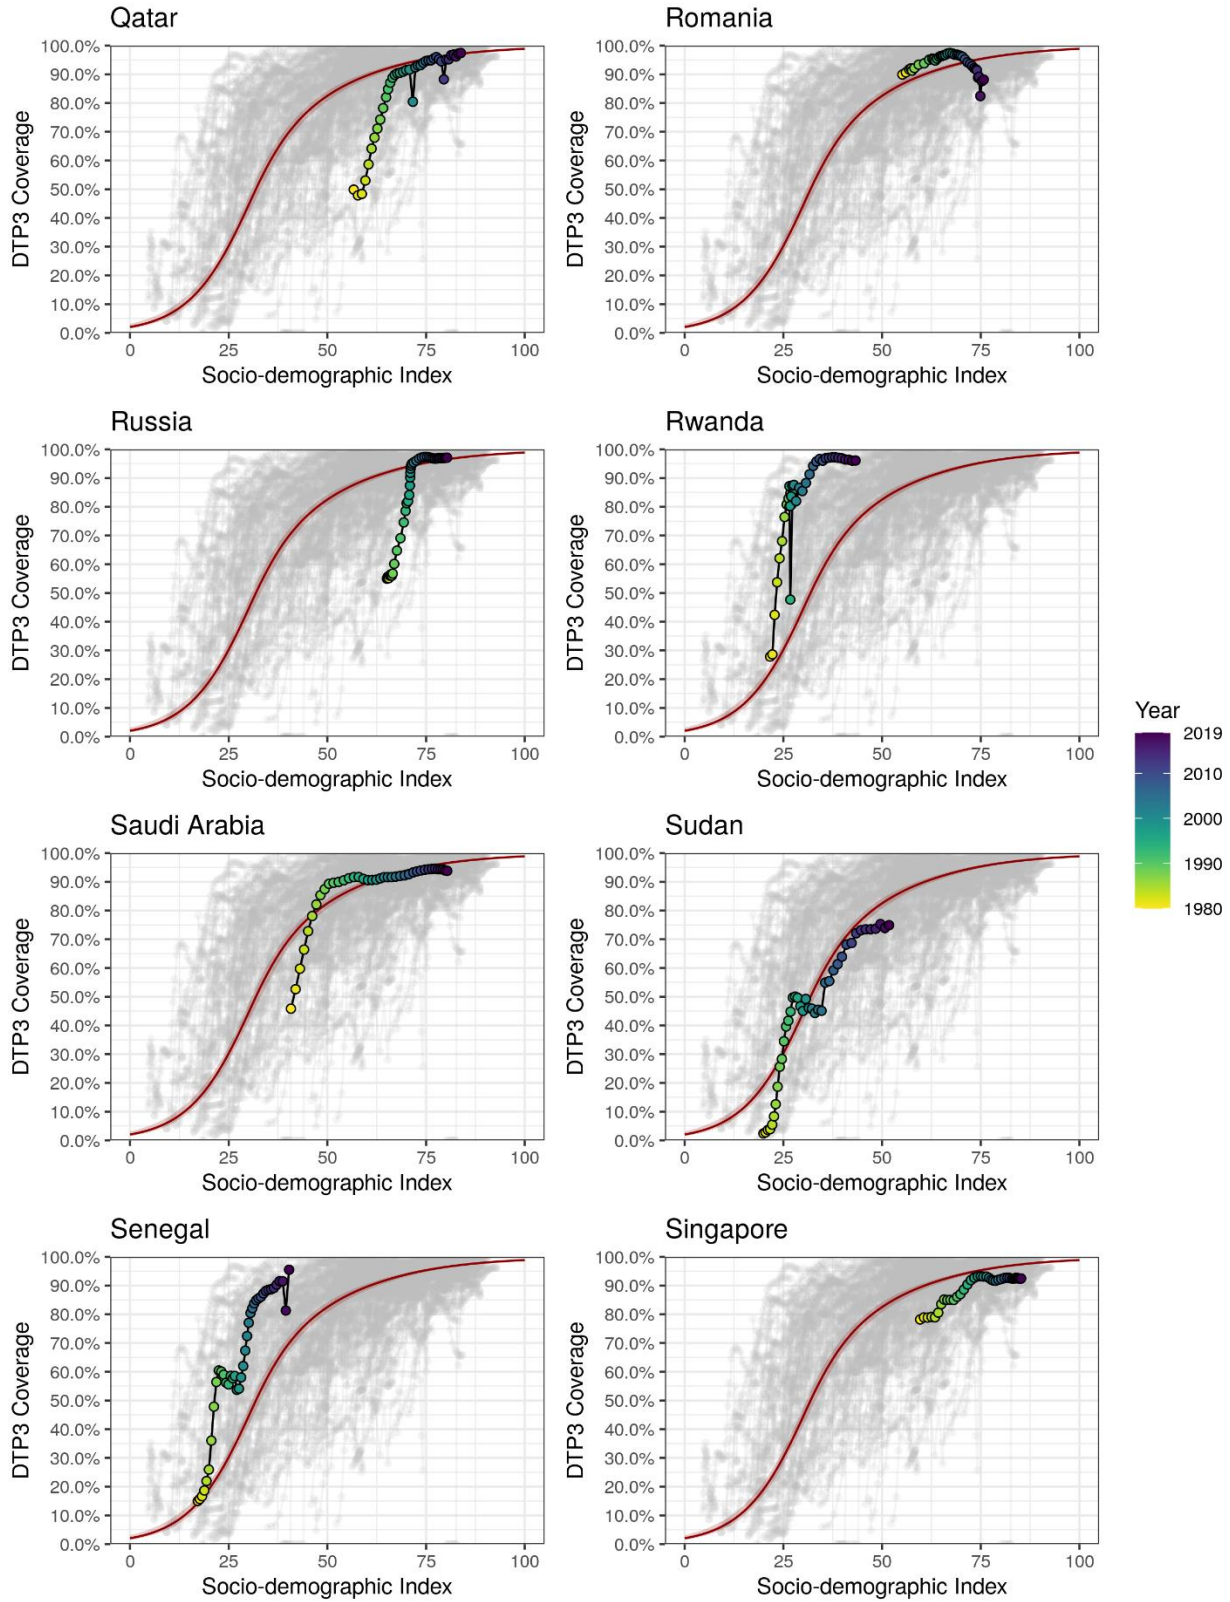 Qatar
100.0%
90.0%
80.0%
70.0%
60.0%
50.0%
40.0%
30.0%
20.0%
10.0%
0.0%
DTP3 Coverage
0 25 50 75 100
Socio-demographic Index
Romania
100.0%
90.0%
80.0%
70.0%
60.0%
50.0%
40.0%
30.0%
20.0%
10.0%
0.0%
DTP3 Coverage
0 25 50 75 100
Socio-demographic Index
Russia
100.0%
90.0%
80.0%
70.0%
60.0%
50.0%
40.0%
30.0%
20.0%
10.0%
0.0%
DTP3 Coverage
0 25 50 75 100
Socio-demographic Index
Rwanda
100.0%
90.0%
80.0%
70.0%
60.0%
50.0%
40.0%
30.0%
20.0%
10.0%
0.0%
DTP3 Coverage
0 25 50 75 100
Socio-demographic Index
Saudi Arabia
100.0%
90.0%
80.0%
70.0%
60.0%
50.0%
40.0%
30.0%
20.0%
10.0%
0.0%
DTP3 Coverage
0 25 50 75 100
Socio-demographic Index
Sudan
100.0%
90.0%
80.0%
70.0%
60.0%
50.0%
40.0%
30.0%
20.0%
10.0%
0.0%
DTP3 Coverage
0 25 50 75 100
Socio-demographic Index
Senegal
100.0%
90.0%
80.0%
70.0%
60.0%
50.0%
40.0%
30.0%
20.0%
10.0%
0.0%
DTP3 Coverage
0 25 50 75 100
Socio-demographic Index
Singapore
100.0%
90.0%
80.0%
70.0%
60.0%
50.0%
40.0%
30.0%
20.0%
10.0%
0.0%
DTP3 Coverage
0 25 50 75 100
Socio-demographic Index
Year
2019
2010
2000
1990
1980